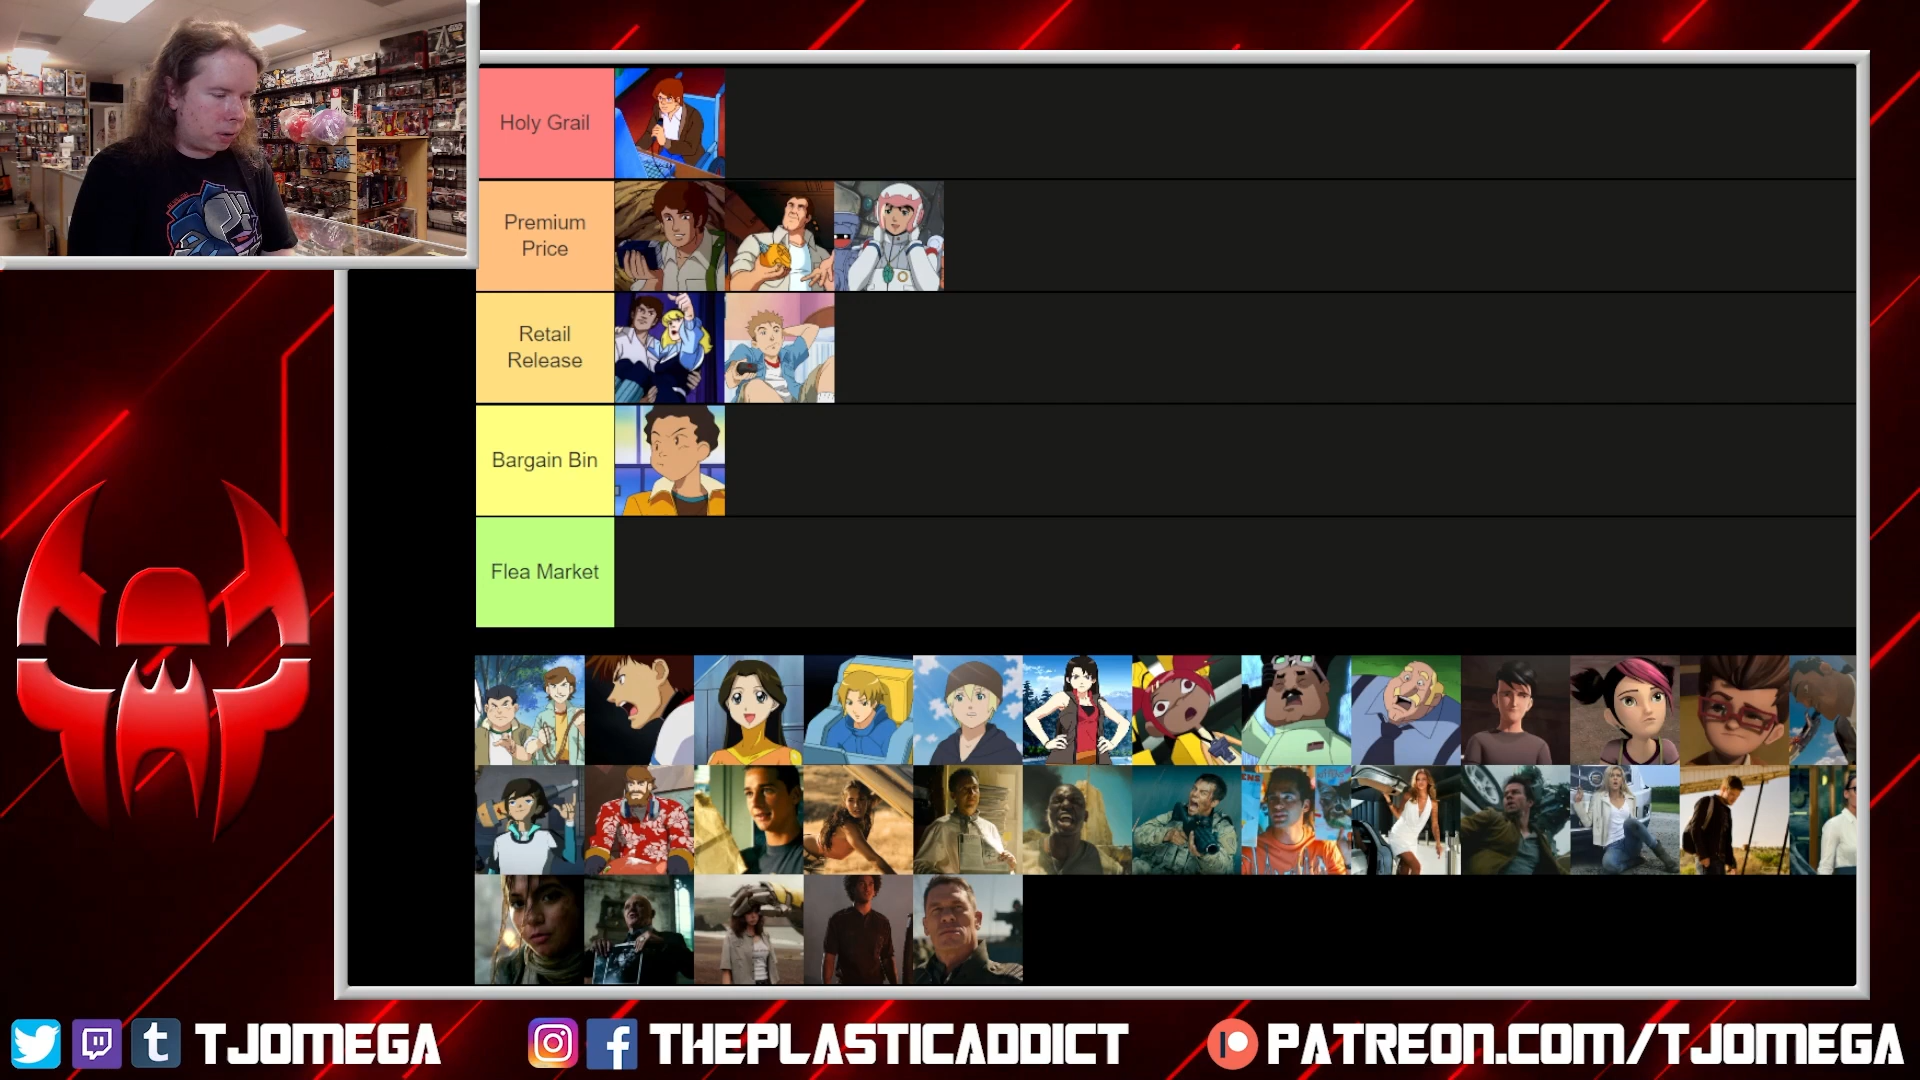 Holy Grail
Premium
Price
Retail
Release
Bargain Bin
Flea Market
TJOMEGA
THEPLASTICADDICT
PATREON.COM/TJOMEGA